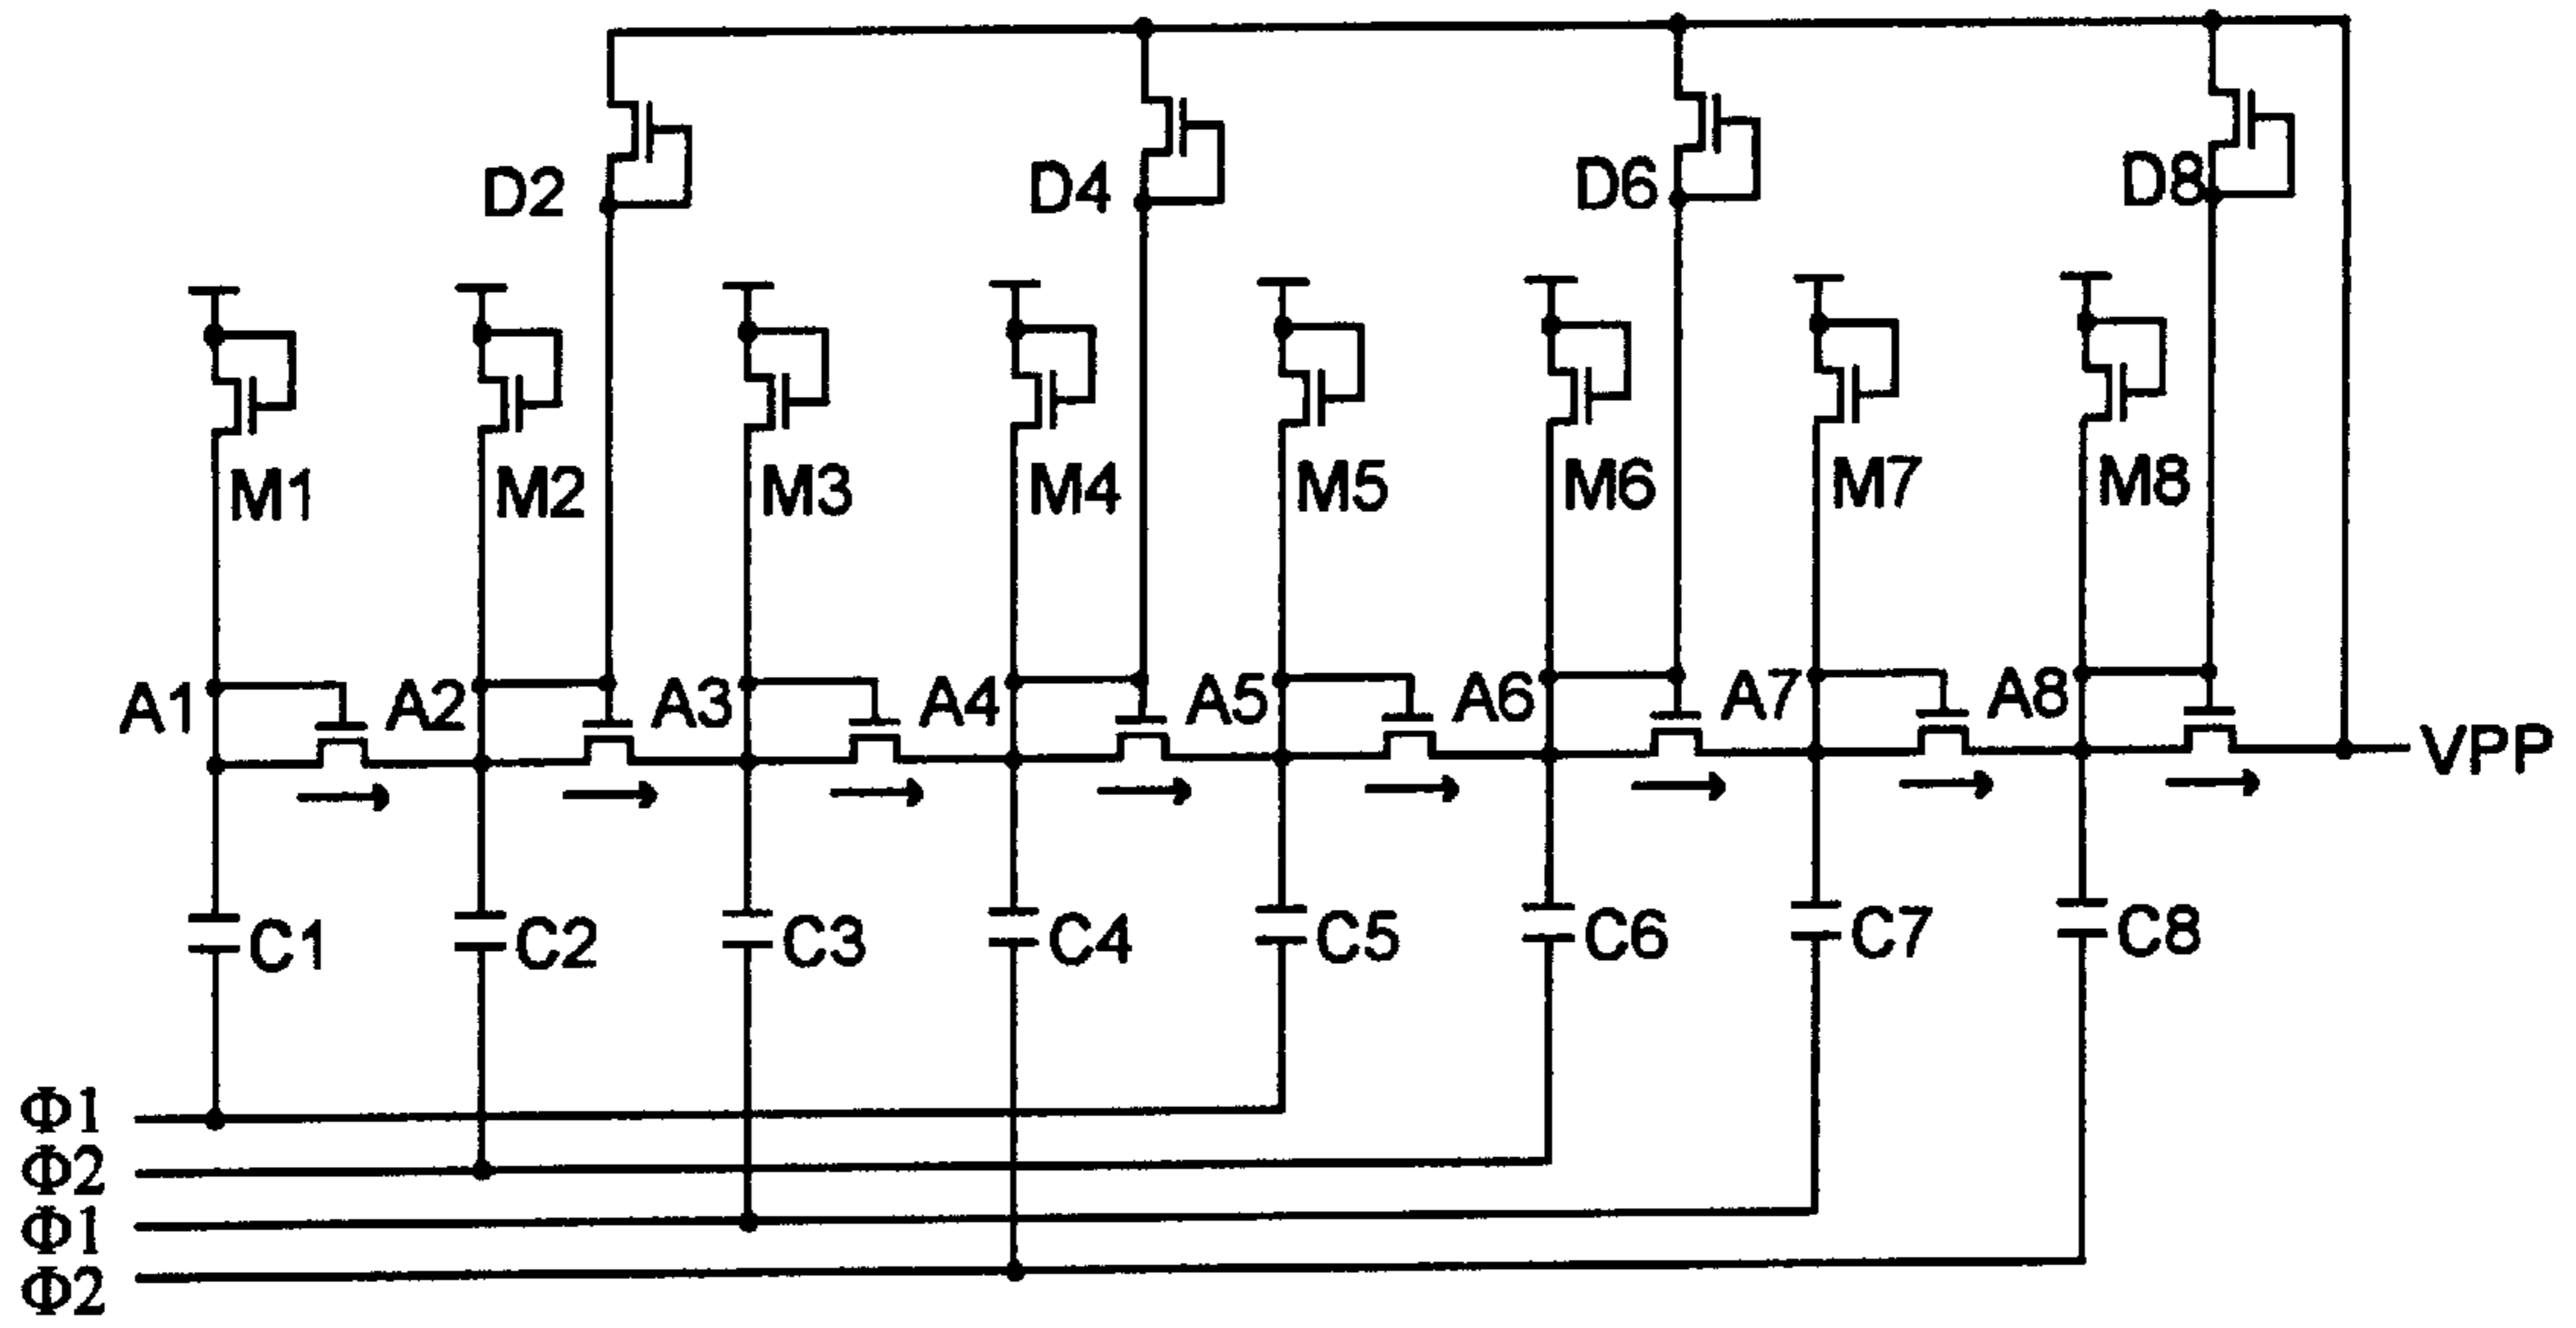 D2 D4 D6 D8
M1 M2 M3 M4 M5 M6 M7 M8
A1 A2 A3 A4 A5 A6 A7 A8
VPP
C1 C2 C3 C4 C5 C6 C7 C8
Φ1
Φ2
Φ1
Φ2